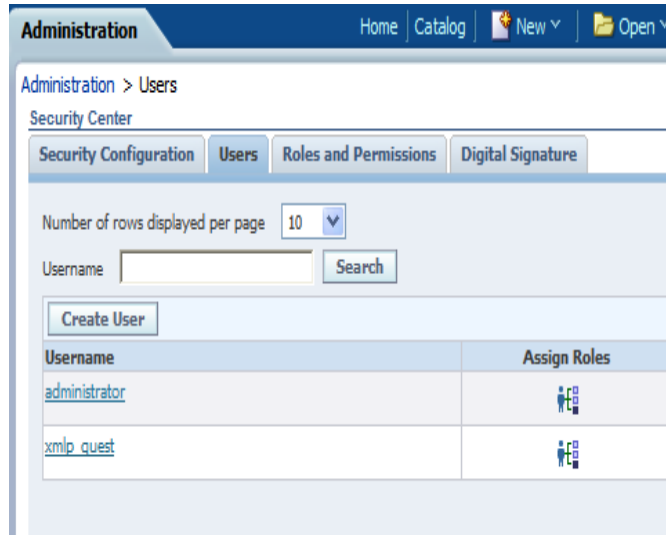 Administration Home Catalog New Open
Administration > Users
Security Center
Security Configuration Users Roles and Permissions Digital Signature
Number of rows displayed per page 10
Username Search
Create User
Username Assign Roles
administrator
xmlp_guest